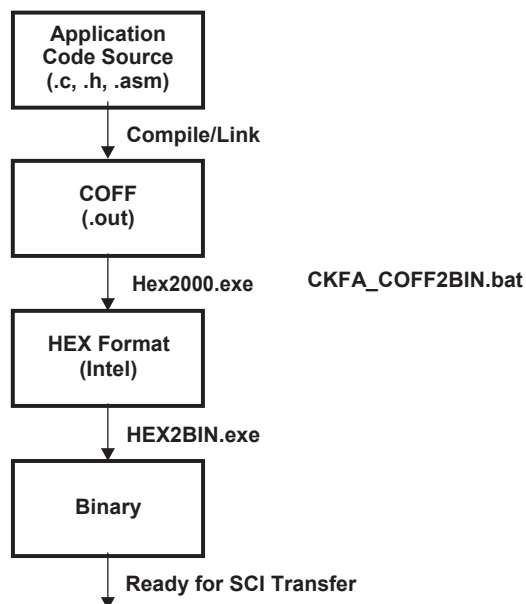 Application
Code Source
(.c, .h, .asm)
Compile/Link
COFF
(.out)
Hex2000.exe
CKFA_COFF2BIN.bat
HEX Format
(Intel)
HEX2BIN.exe
Binary
Ready for SCI Transfer